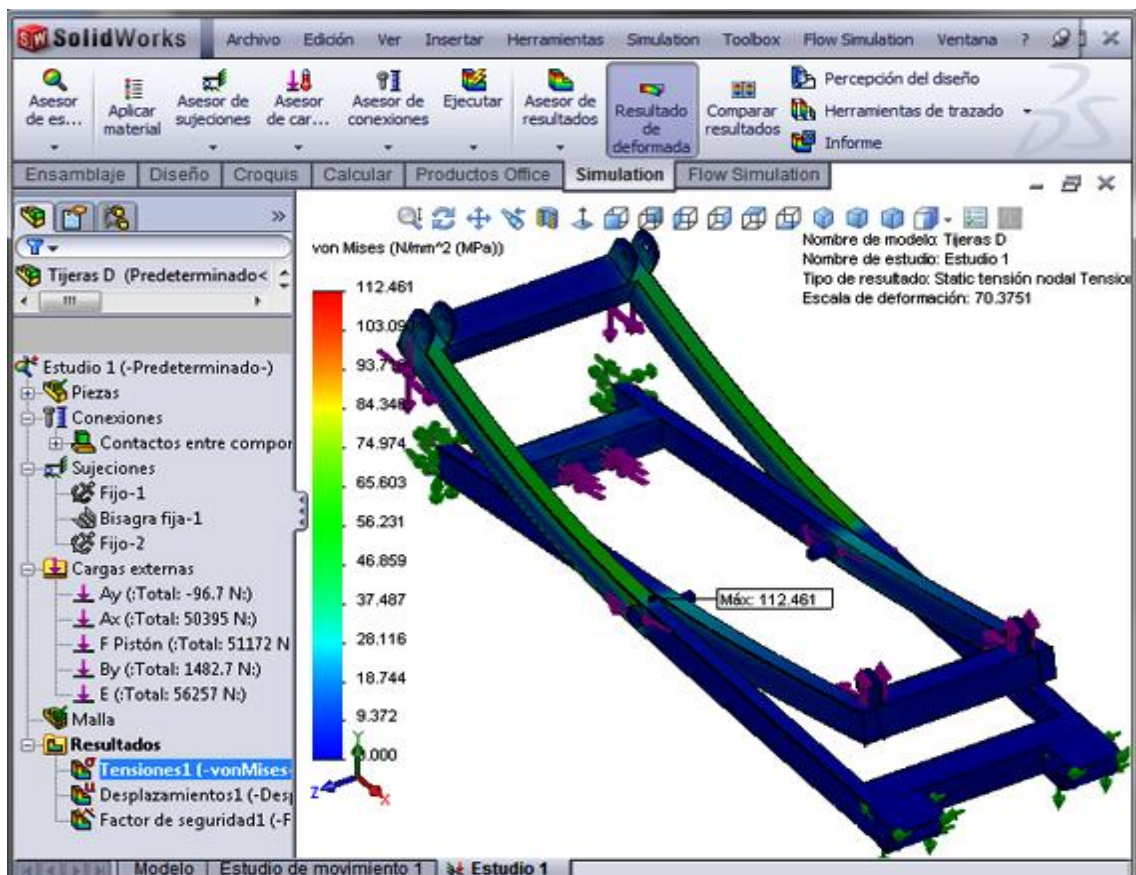 SolidWorks Archivo Edición Ver Insertar Herramientas Simulation Toolbox Flow Simulation Ventana ?
Asesor de es...
Aplicar material
Asesor de sujeciones
Asesor de car...
Asesor de conexiones
Ejecutar
Asesor de resultados
Resultado de deformada
Comparar resultados
Percepción del diseño
Herramientas de trazado
Informe
Ensamblaje Diseño Croquis Calcular Productos Office Simulation Flow Simulation
Tijeras D (Predeterminado<
Estudio 1 (-Predeterminado-)
Piezas
Conexiones
Contactos entre compor
Sujeciones
Fijo-1
Bisagra fija-1
Fijo-2
Cargas externas
Ay (:Total: -96.7 N:)
Ax (:Total: 50395 N:)
F Pistón (:Total: 51172 N
By (:Total: 1482.7 N:)
E (:Total: 56257 N:)
Malla
Resultados
Tensiones1 (-vonMises-
Desplazamientos1 (-Desp
Factor de seguridad1 (-F
von Mises (N/mm^2 (MPa))
112.461
103.09
93.7
84.348
74.974
65.603
56.231
46.859
37.487
28.116
18.744
9.372
0.000
Nombre de modelo: Tijeras D
Nombre de estudio: Estudio 1
Tipo de resultado: Static tensión nodal Tension
Escala de deformación: 70.3751
Máx: 112.461
Y
Z
X
Modelo Estudio de movimiento 1 Estudio 1